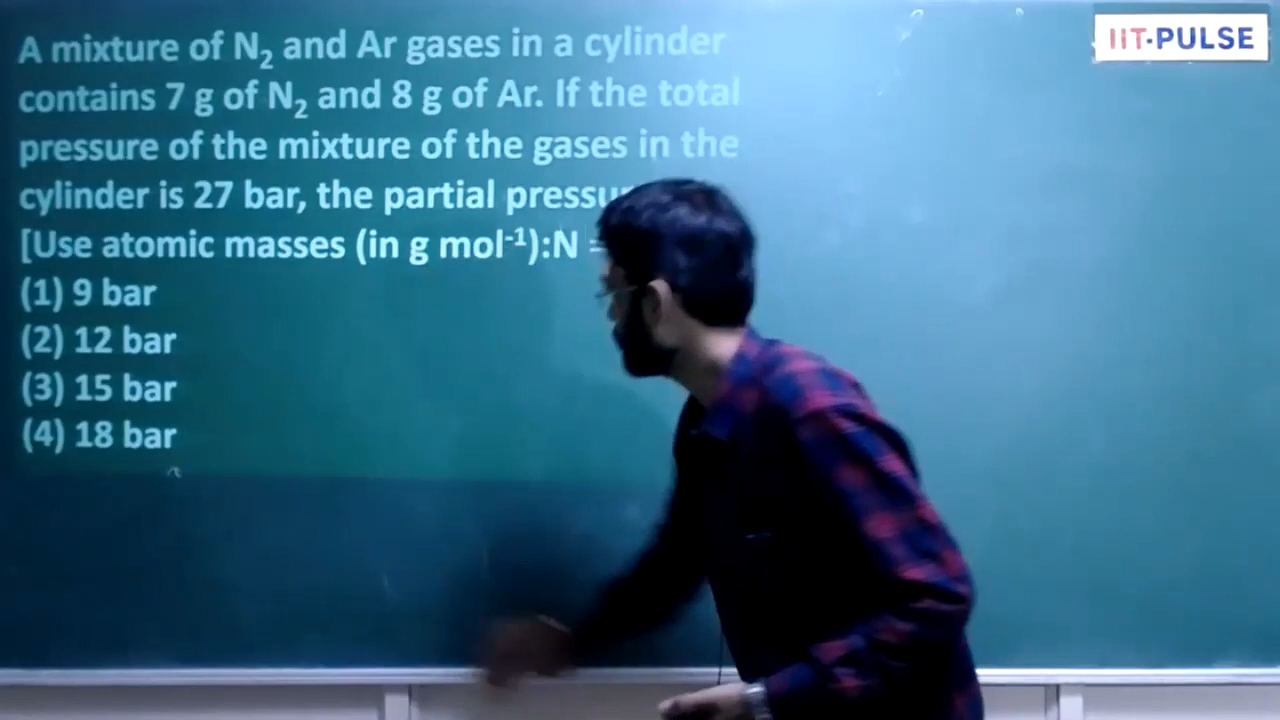 IIT-PULSE
A mixture of N₂ and Ar gases in a cylinder
contains 7 g of N₂ and 8 g of Ar. If the total
pressure of the mixture of the gases in the
cylinder is 27 bar, the partial
[Use atomic masses (in g mol⁻¹):N
(1) 9 bar
(2) 12 bar
(3) 15 bar
(4) 18 bar